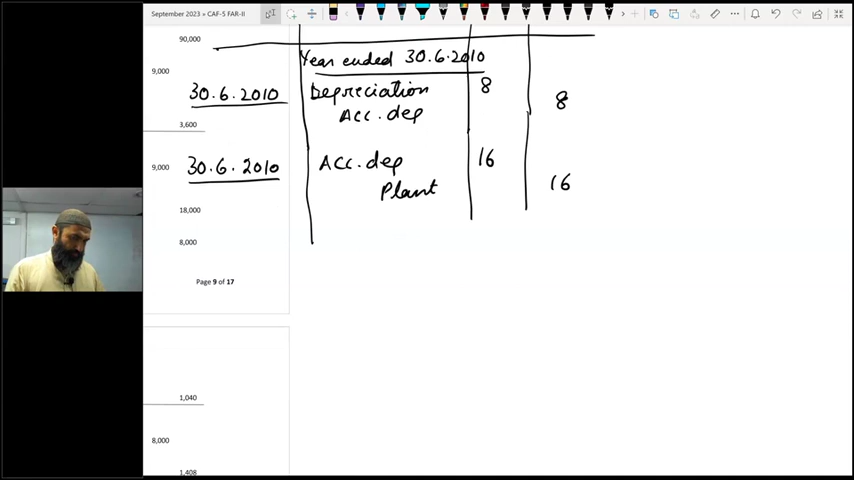 September 2023 » CAF-5 FAR-II
90,000
Year ended 30.6.2010
9,000
30.6.2010 Depreciation 8
Acc.dep 8
3,600
9,000
30.6.2010 Acc.dep 16
Plant 16
18,000
8,000
Page 9 of 17
1,040
8,000
1,408